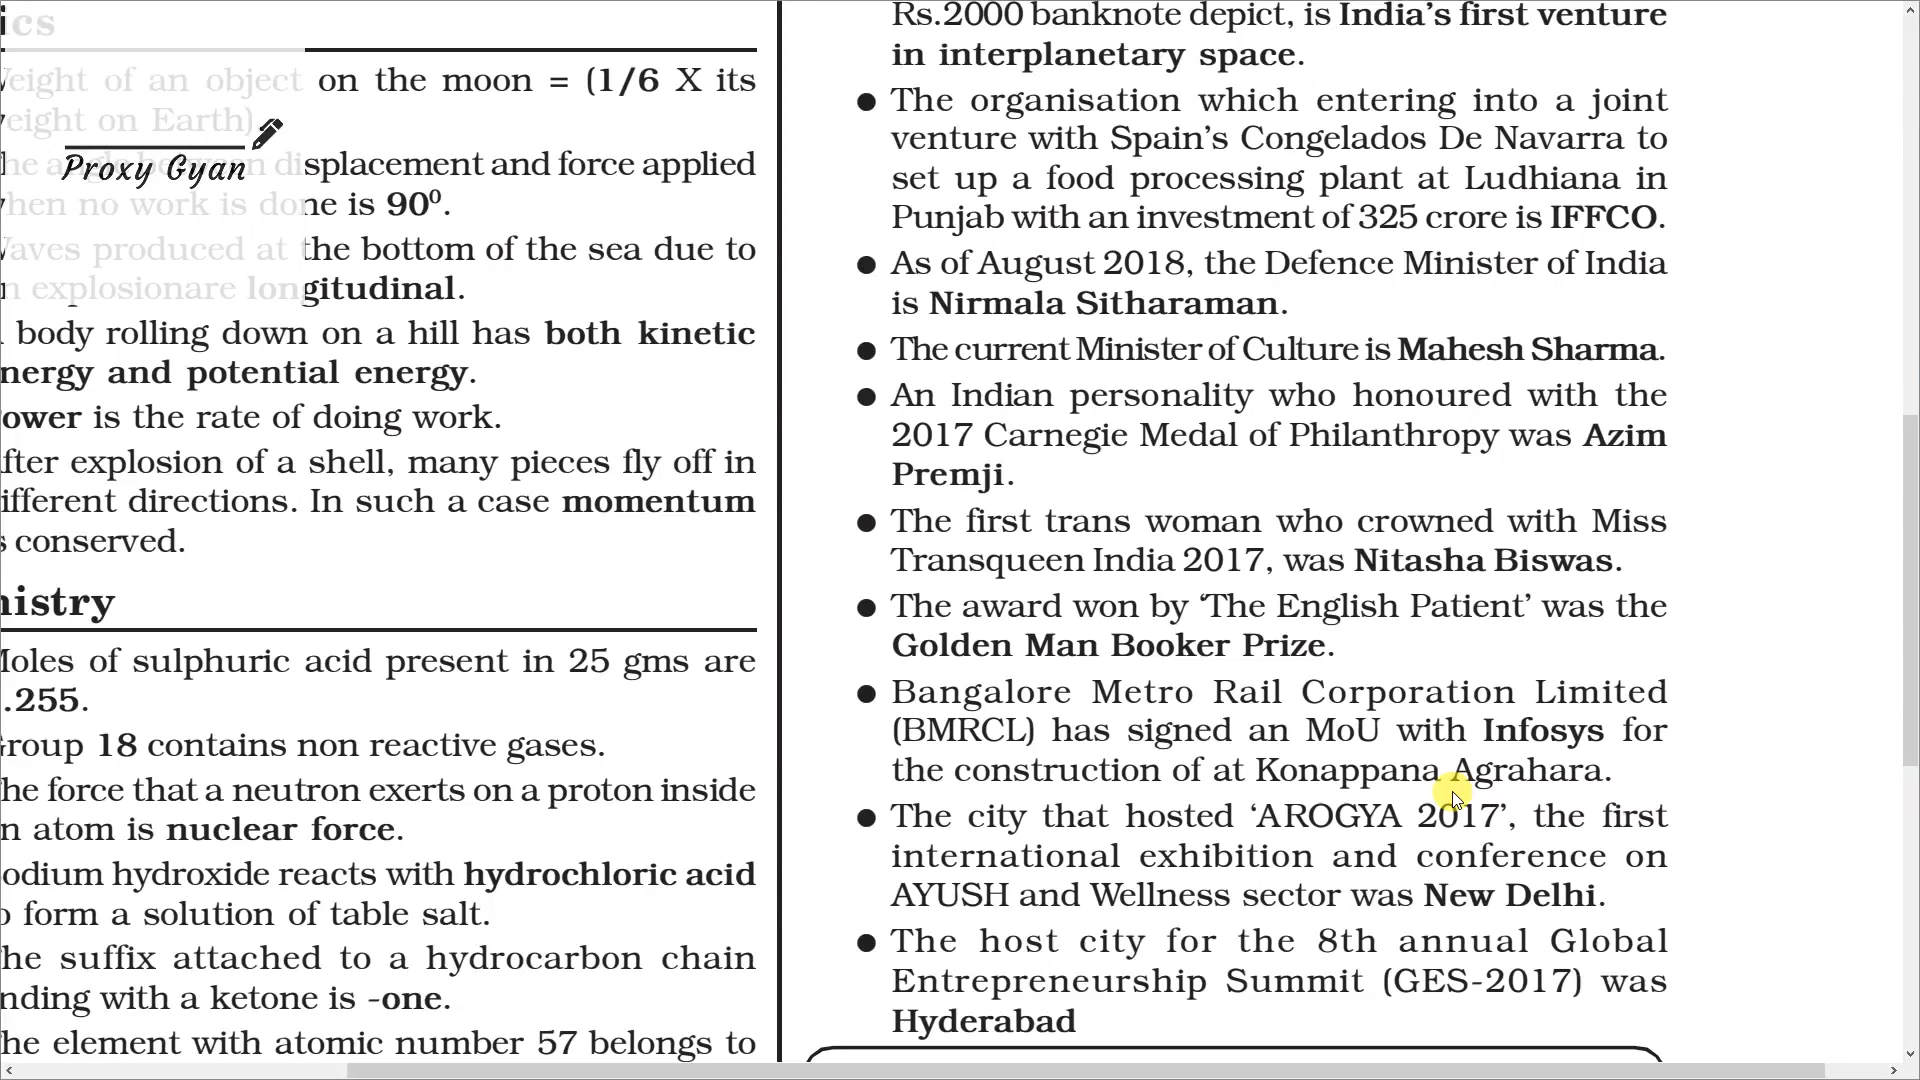 ics
eight of an object on the moon = (1/6 X its
eight on Earth)
Proxy Gyan
he angle between displacement and force applied
hen no work is done is 90⁰.
aves produced at the bottom of the sea due to
n explosionare longitudinal.
body rolling down on a hill has both kinetic
nergy and potential energy.
ower is the rate of doing work.
fter explosion of a shell, many pieces fly off in
ifferent directions. In such a case momentum
s conserved.
nistry
oles of sulphuric acid present in 25 gms are
.255.
roup 18 contains non reactive gases.
he force that a neutron exerts on a proton inside
n atom is nuclear force.
odium hydroxide reacts with hydrochloric acid
o form a solution of table salt.
he suffix attached to a hydrocarbon chain
nding with a ketone is -one.
he element with atomic number 57 belongs to
Rs.2000 banknote depict, is India’s first venture
in interplanetary space.
● The organisation which entering into a joint
venture with Spain’s Congelados De Navarra to
set up a food processing plant at Ludhiana in
Punjab with an investment of 325 crore is IFFCO.
● As of August 2018, the Defence Minister of India
is Nirmala Sitharaman.
● The current Minister of Culture is Mahesh Sharma.
● An Indian personality who honoured with the
2017 Carnegie Medal of Philanthropy was Azim
Premji.
● The first trans woman who crowned with Miss
Transqueen India 2017, was Nitasha Biswas.
● The award won by ‘The English Patient’ was the
Golden Man Booker Prize.
● Bangalore Metro Rail Corporation Limited
(BMRCL) has signed an MoU with Infosys for
the construction of at Konappana Agrahara.
● The city that hosted ‘AROGYA 2017’, the first
international exhibition and conference on
AYUSH and Wellness sector was New Delhi.
● The host city for the 8th annual Global
Entrepreneurship Summit (GES-2017) was
Hyderabad